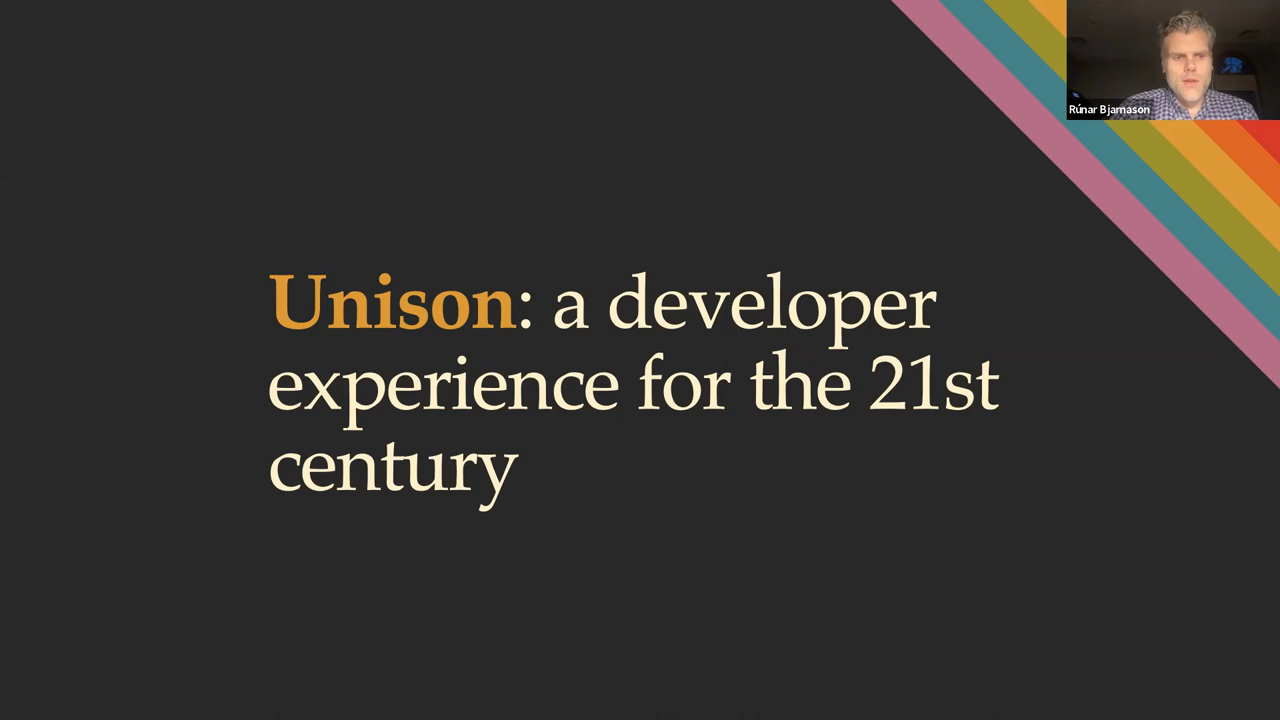 Rúnar Bjarnason
Unison: a developer
experience for the 21st
century